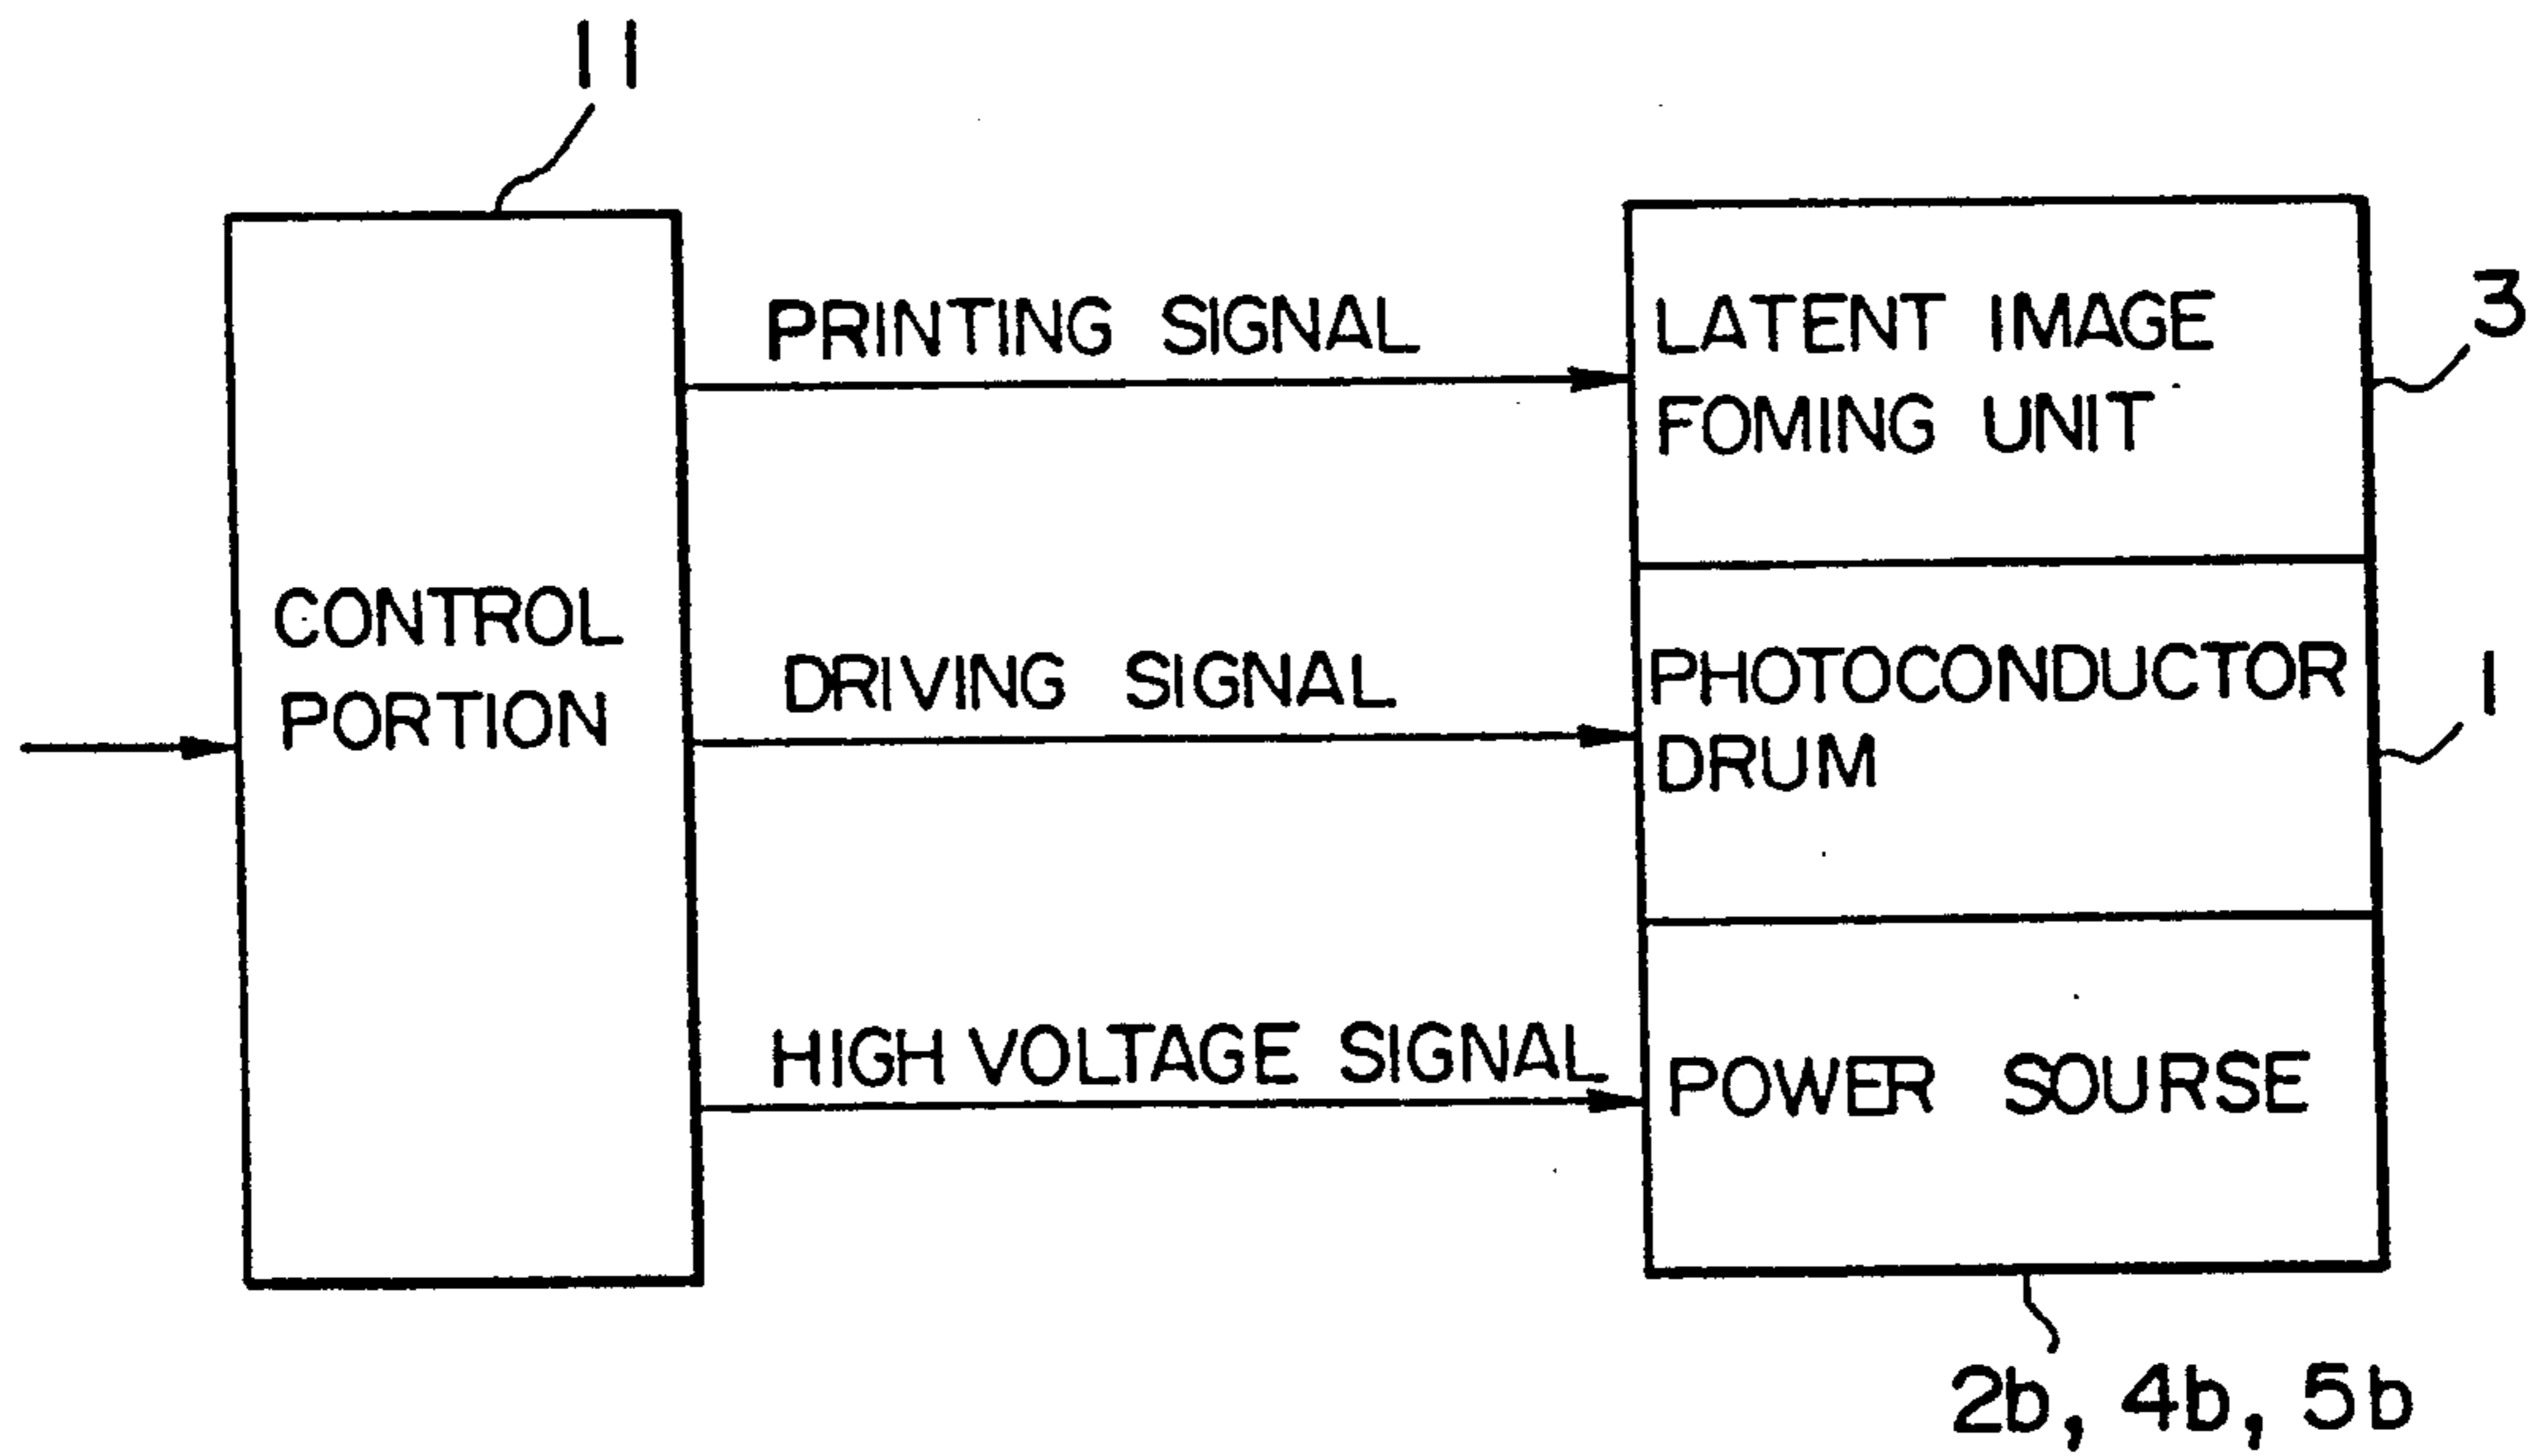 11
CONTROL
PORTION
PRINTING SIGNAL
DRIVING SIGNAL
HIGH VOLTAGE SIGNAL
LATENT IMAGE
FOMING UNIT
3
PHOTOCONDUCTOR
DRUM
1
POWER SOURSE
2b, 4b, 5b